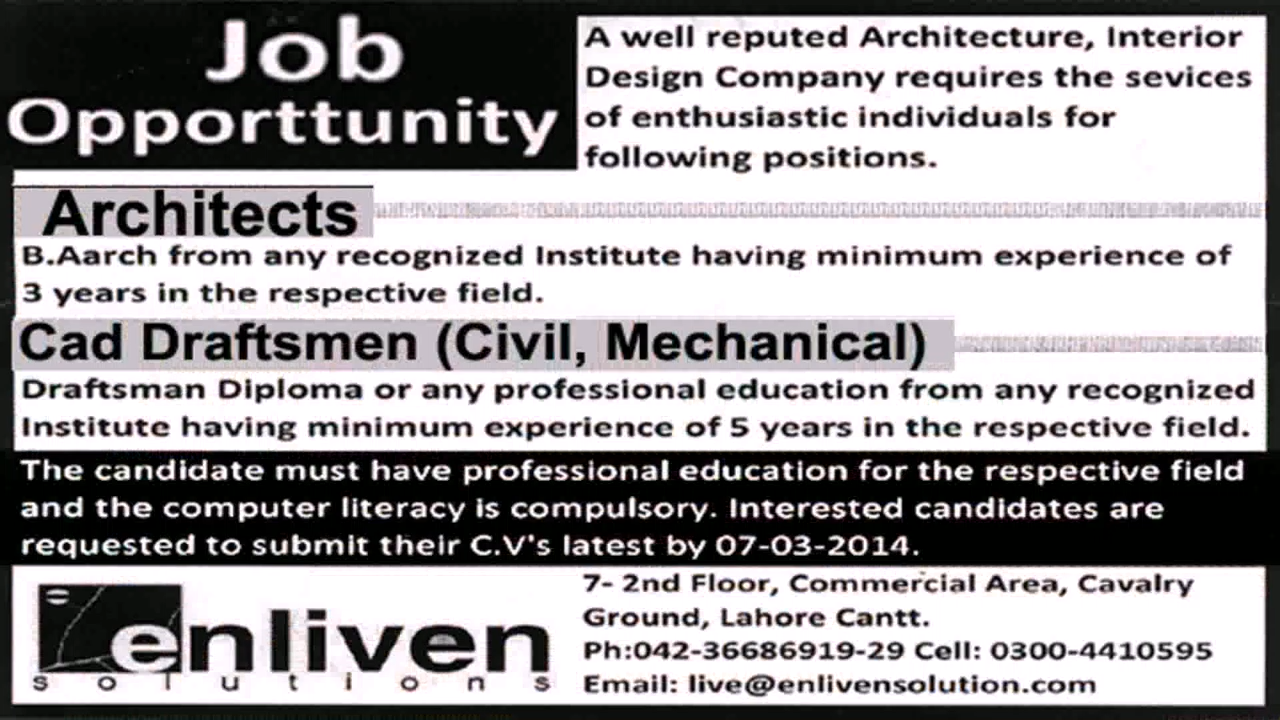 Job
Opporttunity
A well reputed Architecture, Interior
Design Company requires the sevices
of enthusiastic individuals for
following positions.
Architects
B.Aarch from any recognized Institute having minimum experience of
3 years in the respective field.
Cad Draftsmen (Civil, Mechanical)
Draftsman Diploma or any professional education from any recognized
Institute having minimum experience of 5 years in the respective field.
The candidate must have professional education for the respective field
and the computer literacy is compulsory. Interested candidates are
requested to submit their C.V's latest by 07-03-2014.
enliven
solutions
7- 2nd Floor, Commercial Area, Cavalry
Ground, Lahore Cantt.
Ph:042-36686919-29 Cell: 0300-4410595
Email: live@enlivensolution.com